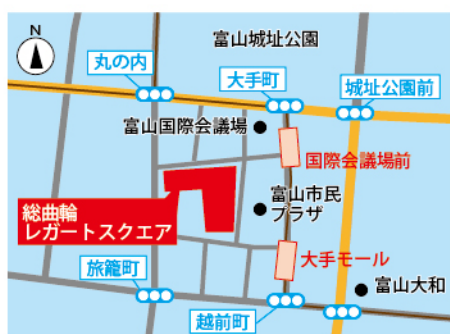 N
富山城址公園
丸の内
大手町
城址公園前
富山国際会議場
国際会議場前
総曲輪
レガートスクエア
富山市民
プラザ
大手モール
旅籠町
富山大和
越前町